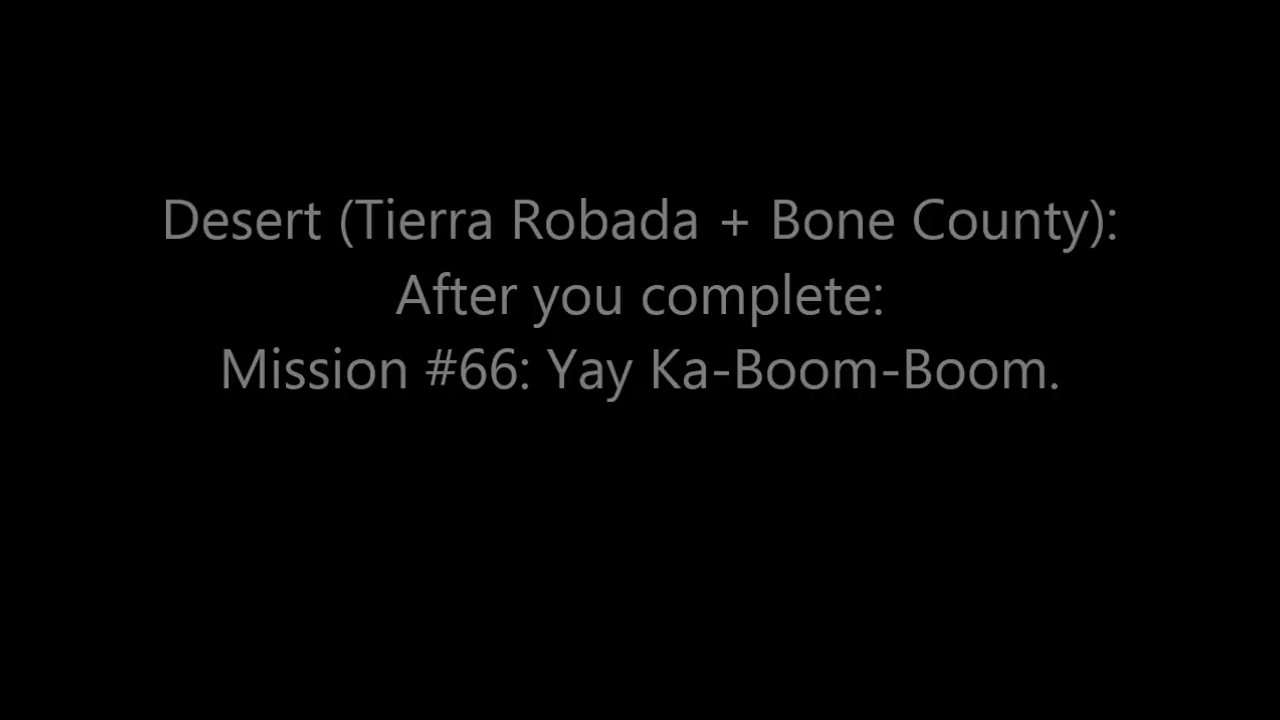 Desert (Tierra Robada + Bone County):
After you complete:
Mission #66: Yay Ka-Boom-Boom.